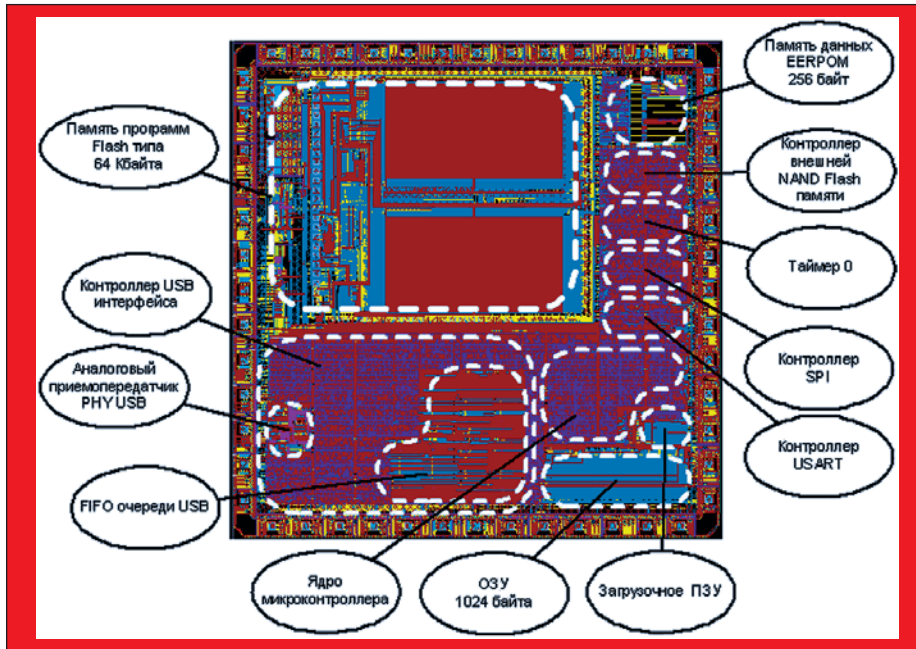 Память данных
EERPOM
256 байт
Память программ
Flash типа
64 Кбайта
Контроллер
внешней
NAND Flash
памяти
Таймер 0
Контроллер USB
интерфейса
Аналоговый
приемопередатчик
PHY USB
Контроллер
SPI
Контроллер
USART
FIFO очереди USB
Ядро
микроконтроллера
ОЗУ
1024 байта
Загрузочное ПЗУ